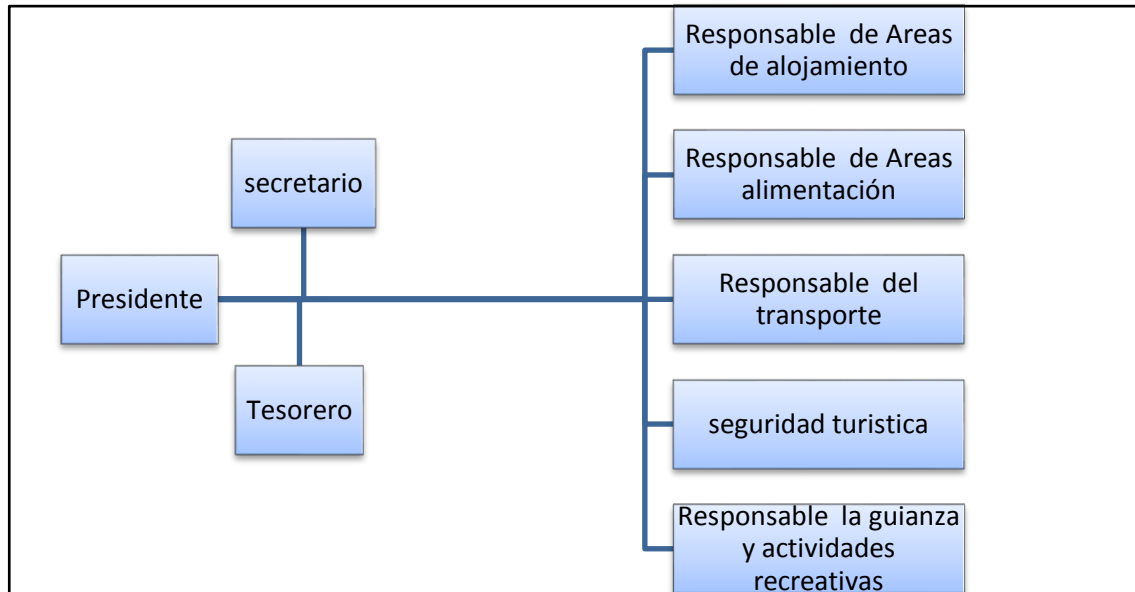 Presidente
secretario
Tesorero
Responsable de Areas
de alojamiento
Responsable de Areas
alimentación
Responsable del
transporte
seguridad turistica
Responsable la guianza
y actividades
recreativas